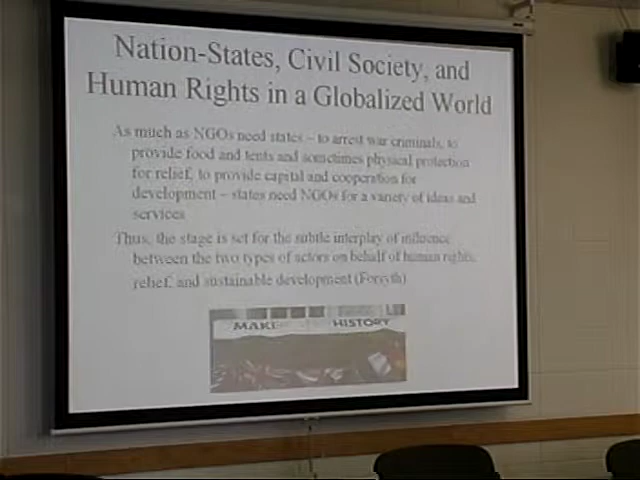 Nation-States, Civil Society, and
Human Rights in a Globalized World
As much as NGOs need states – to arrest war criminals, to
provide food and tents and sometimes physical protection
for relief, to provide capital and cooperation for
development – states need NGOs for a variety of ideas and
services
Thus, the stage is set for the subtle interplay of influence
between the two types of actors on behalf of human rights,
relief, and sustainable development (Forsyth)
MAKE HISTORY